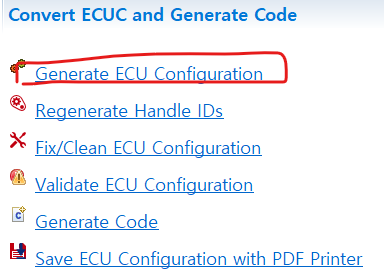 Convert ECUC and Generate Code
Generate ECU Configuration
Regenerate Handle IDs
Fix/Clean ECU Configuration
Validate ECU Configuration
Generate Code
Save ECU Configuration with PDF Printer